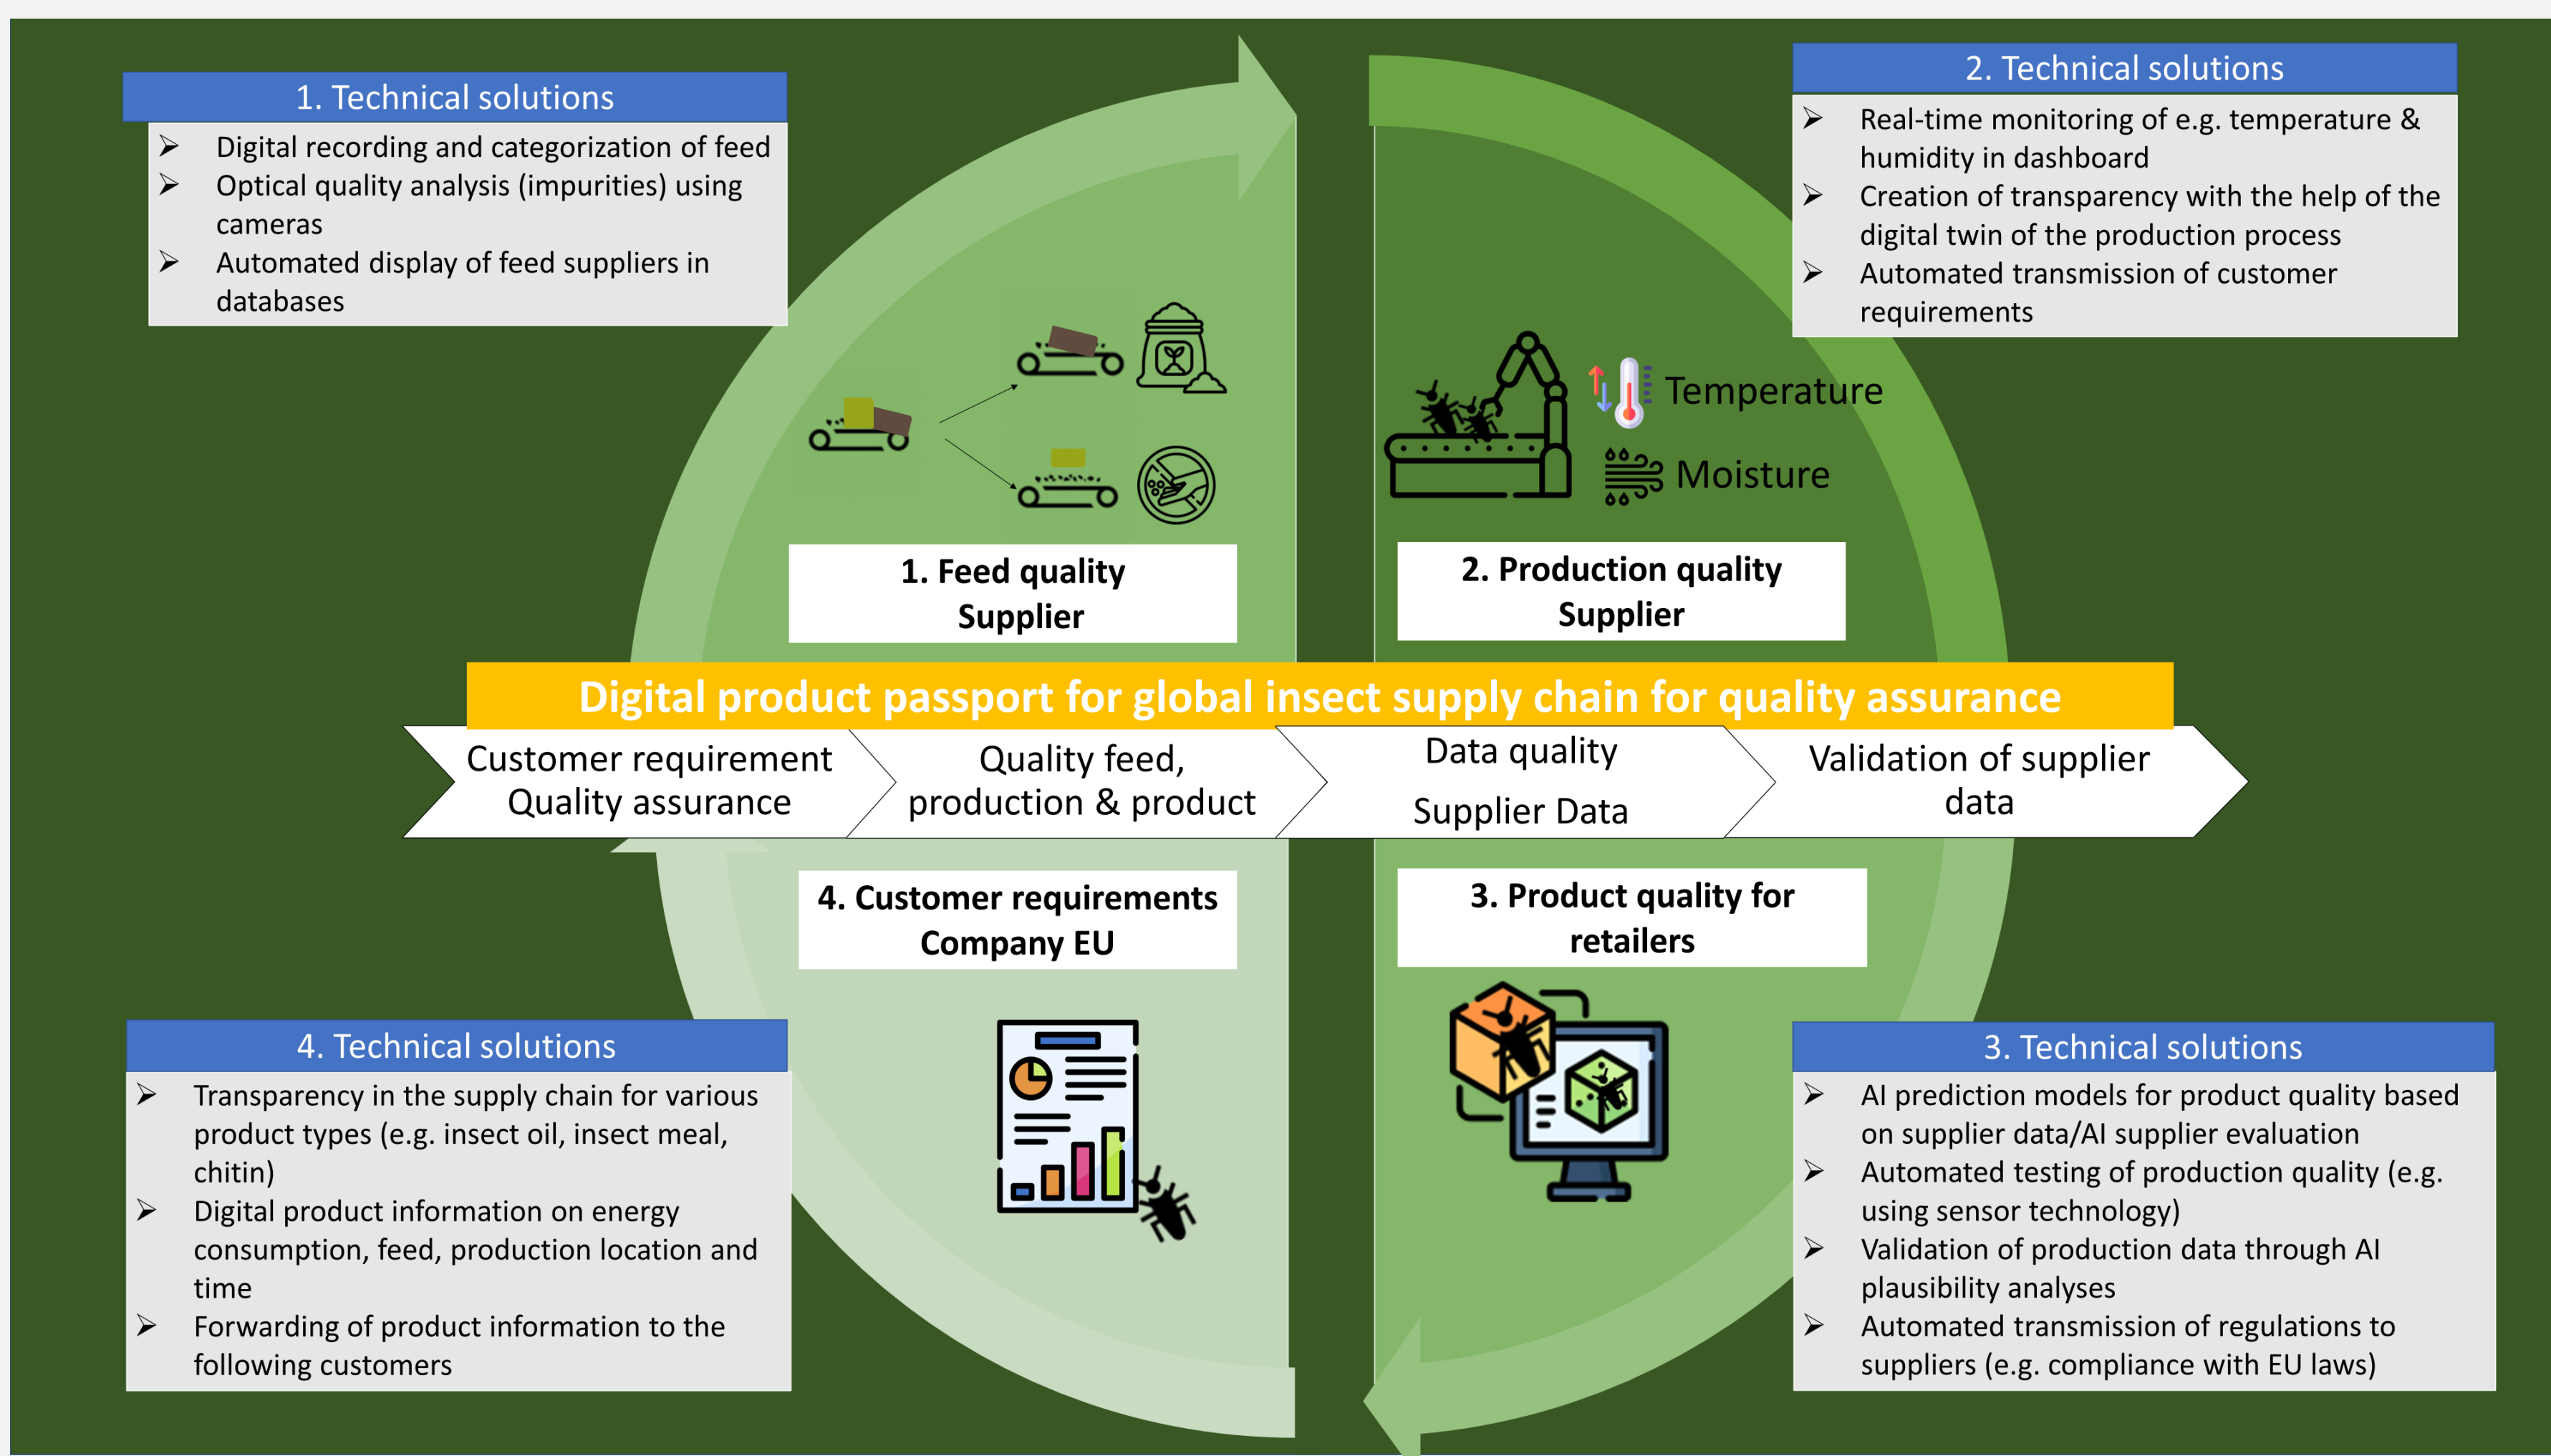 1. Technical solutions
Digital recording and categorization of feed
Optical quality analysis (impurities) using
cameras
Automated display of feed suppliers in
databases
2. Technical solutions
Real-time monitoring of e.g. temperature &
humidity in dashboard
Creation of transparency with the help of the
digital twin of the production process
Automated transmission of customer
requirements
Temperature
Moisture
1. Feed quality
Supplier
2. Production quality
Supplier
Digital product passport for global insect supply chain for quality assurance
Customer requirement
Quality assurance
Quality feed,
production & product
Data quality
Supplier Data
Validation of supplier
data
4. Customer requirements
Company EU
3. Product quality for
retailers
4. Technical solutions
Transparency in the supply chain for various
product types (e.g. insect oil, insect meal,
chitin)
Digital product information on energy
consumption, feed, production location and
time
Forwarding of product information to the
following customers
3. Technical solutions
AI prediction models for product quality based
on supplier data/AI supplier evaluation
Automated testing of production quality (e.g.
using sensor technology)
Validation of production data through AI
plausibility analyses
Automated transmission of regulations to
suppliers (e.g. compliance with EU laws)